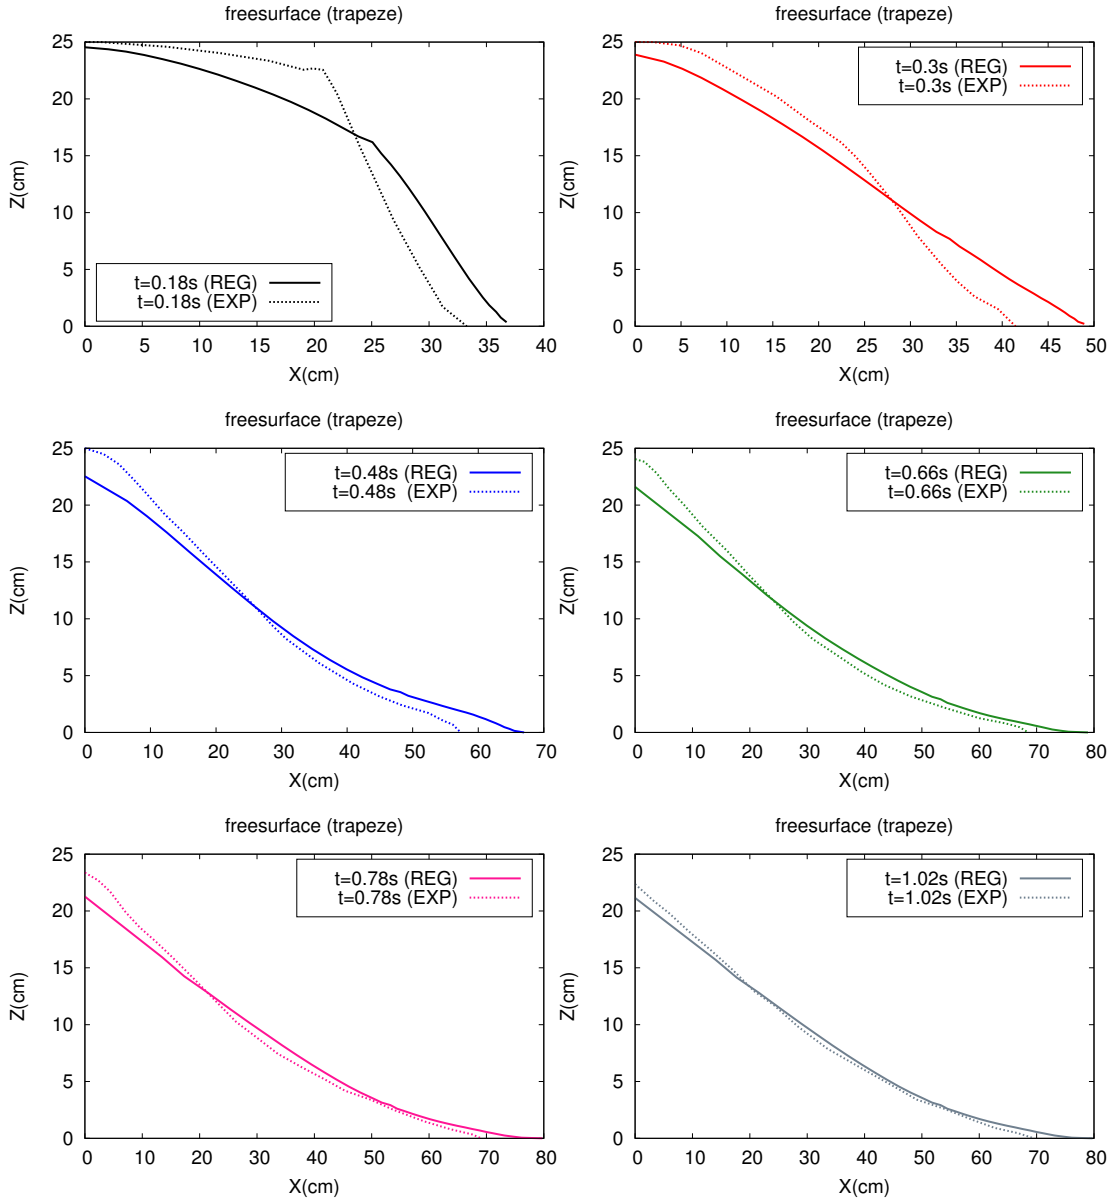 freesurface (trapeze)
25
20
15
10
5
0
Z(cm)
t=0.18s (REG)
t=0.18s (EXP)
0 5 10 15 20 25 30 35 40
X(cm)
freesurface (trapeze)
25
20
15
10
5
0
Z(cm)
t=0.3s (REG)
t=0.3s (EXP)
0 5 10 15 20 25 30 35 40 45 50
X(cm)
freesurface (trapeze)
25
20
15
10
5
0
Z(cm)
t=0.48s (REG)
t=0.48s (EXP)
0 10 20 30 40 50 60 70
X(cm)
freesurface (trapeze)
25
20
15
10
5
0
Z(cm)
t=0.66s (REG)
t=0.66s (EXP)
0 10 20 30 40 50 60 70 80
X(cm)
freesurface (trapeze)
25
20
15
10
5
0
Z(cm)
t=0.78s (REG)
t=0.78s (EXP)
0 10 20 30 40 50 60 70 80
X(cm)
freesurface (trapeze)
25
20
15
10
5
0
Z(cm)
t=1.02s (REG)
t=1.02s (EXP)
0 10 20 30 40 50 60 70 80
X(cm)